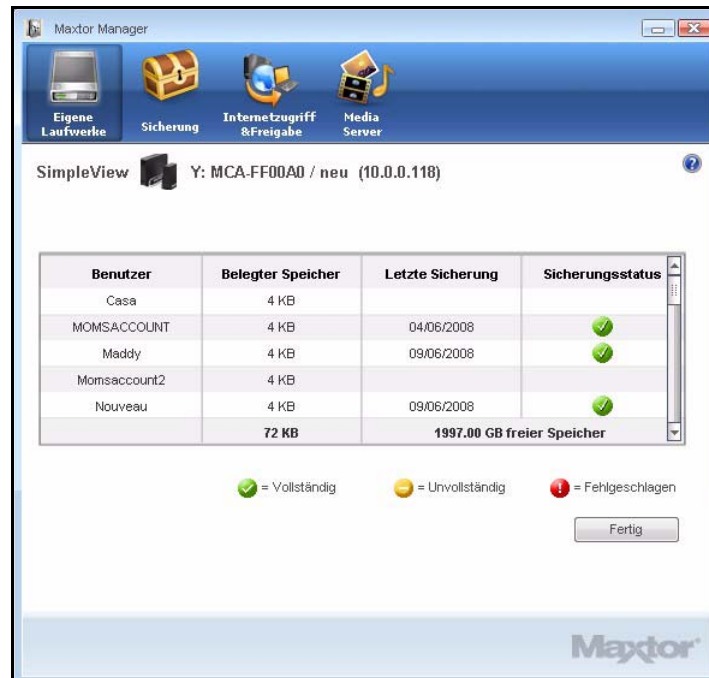 Maxtor Manager
Eigene
Laufwerke
Sicherung
Internetzugriff
&Freigabe
Media
Server
SimpleView Y: MCA-FF00A0 / neu (10.0.0.118)
Benutzer Belegter Speicher Letzte Sicherung Sicherungsstatus
Casa 4 KB
MOMSACCOUNT 4 KB 04/06/2008
Maddy 4 KB 09/06/2008
Momsaccount2 4 KB
Nouveau 4 KB 09/06/2008
72 KB 1997.00 GB freier Speicher
= Vollständig = Unvollständig = Fehlgeschlagen
Fertig
Maxtor